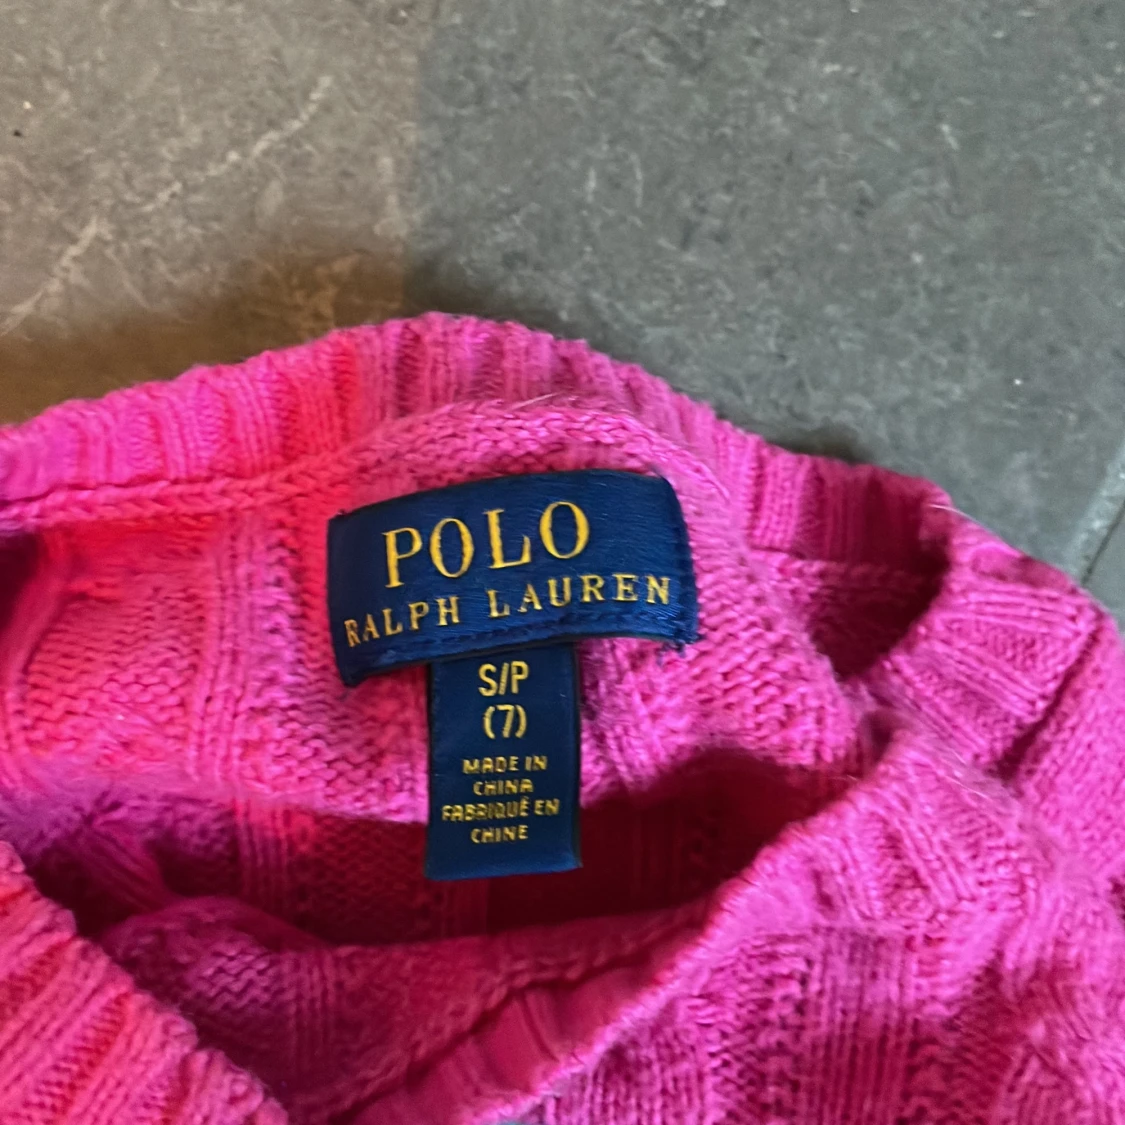 POLO
RALPH LAUREN
S/P
(7)
MADE IN
CHINA
FABRIQUÉ EN
CHINE